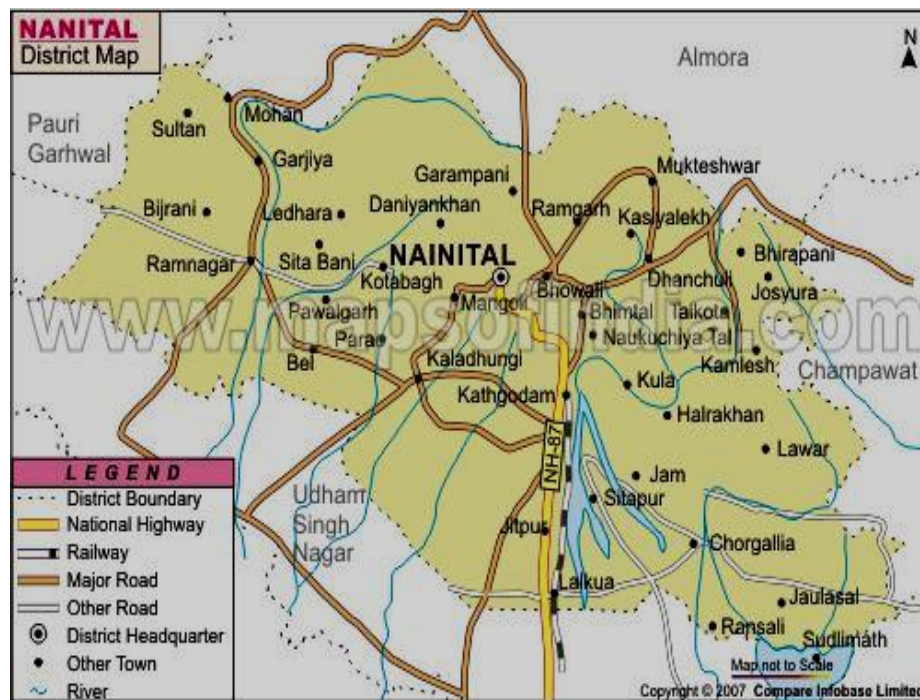 NANITAL
District Map
N
Almora
Pauri
Garhwal
Sultan
Mohan
Garjiya
Mukteshwar
Garampani
Bijrani
Ledhara
Daniyankhan
Ramgarh
Kasiyalekh
Sita Bani
NAINITAL
Bhirapani
Ramnagar
Kotabagh
Dhanchuli
Josyura
Mangoli
Bhowali
www.mapsofindia.com
Pawalgarh
Bhimtal
Talkota
Parao
Naukuchiya Tal
Bel
Kaladhungi
Kamlesh
Champawat
Kula
Kathgodam
Halrakhan
NH-87
Lawar
LEGEND
District Boundary
National Highway
Railway
Major Road
Other Road
District Headquarter
Other Town
River
Udham
Singh
Nagar
Jam
Sitapur
Jitpur
Chorgallia
Lalkua
Jaulasal
Ransali
Sudlimath
Map not to Scale
Copyright © 2007 Compare Infobase Limited